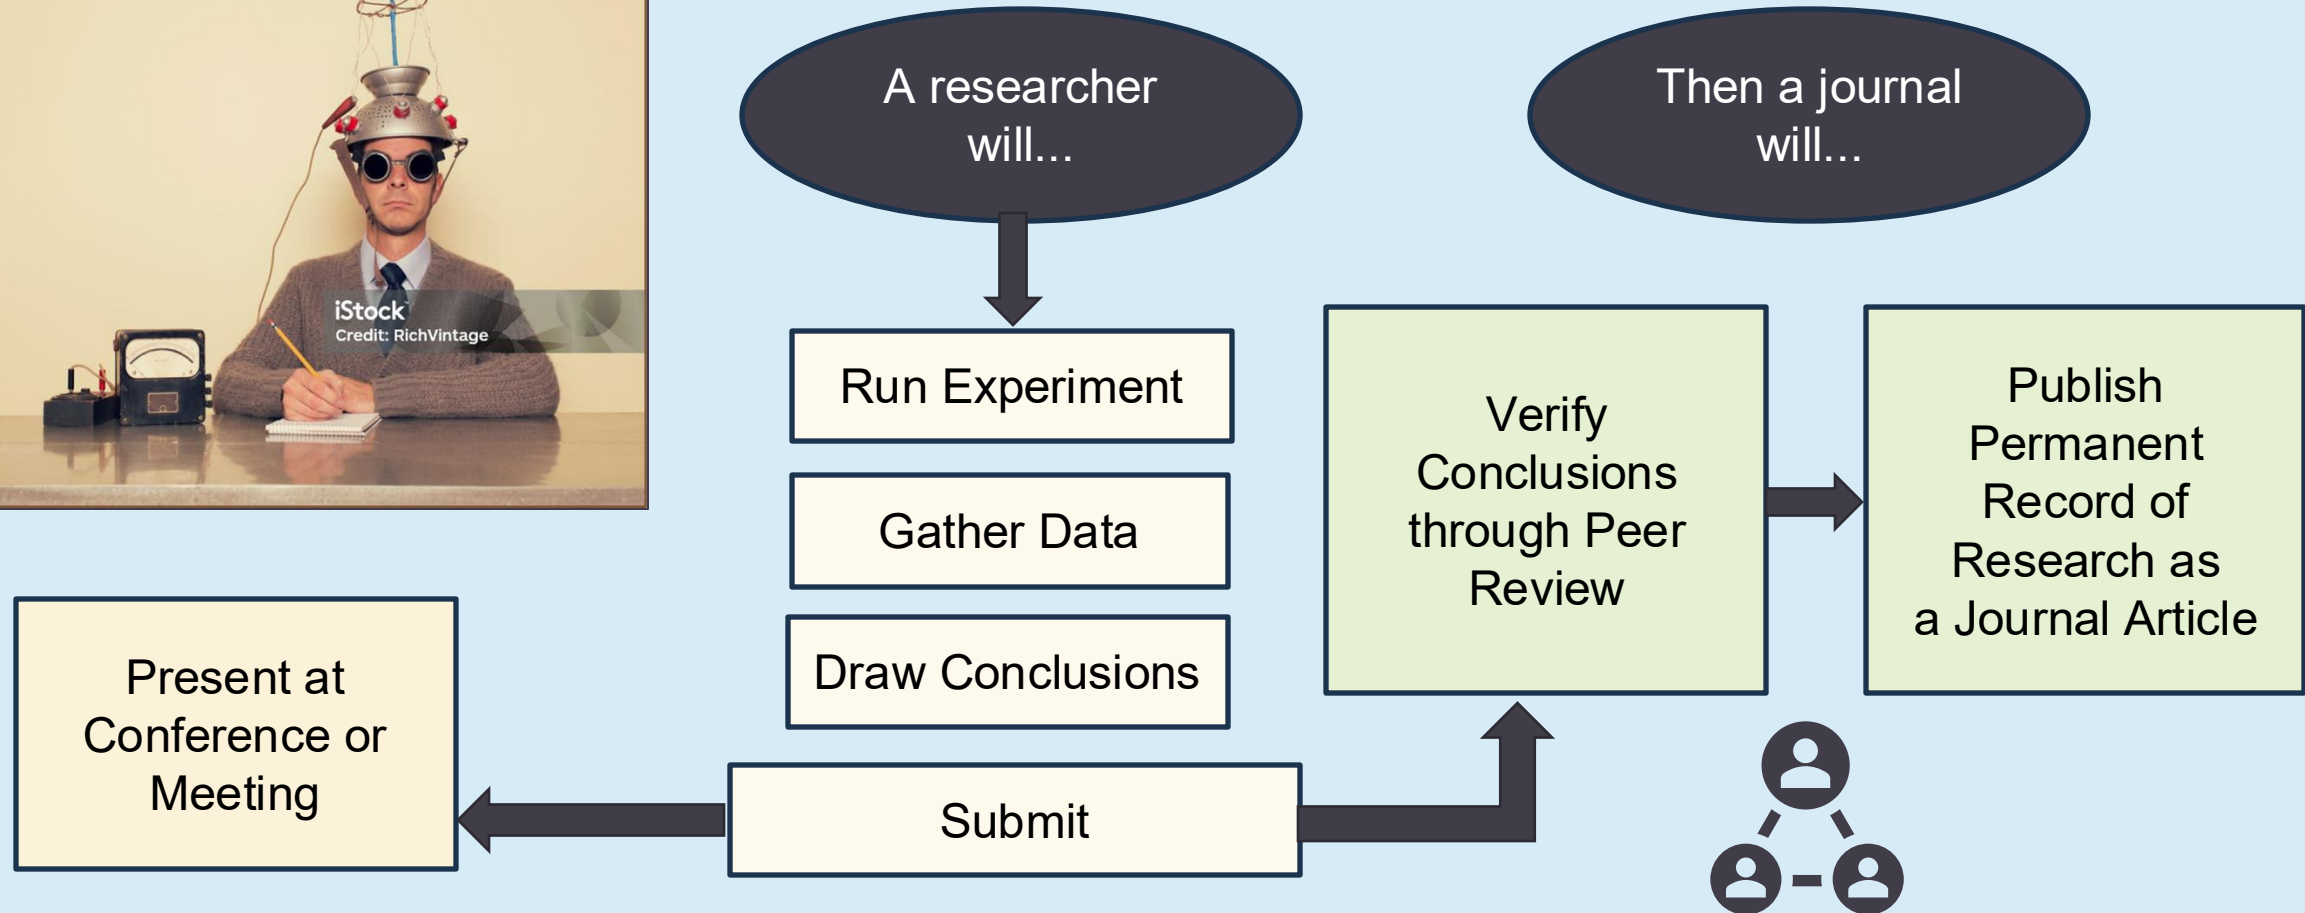 iStock
Credit: RichVintage
A researcher
will...
Then a journal
will...
Run Experiment
Gather Data
Draw Conclusions
Submit
Present at
Conference or
Meeting
Verify
Conclusions
through Peer
Review
Publish
Permanent
Record of
Research as
a Journal Article